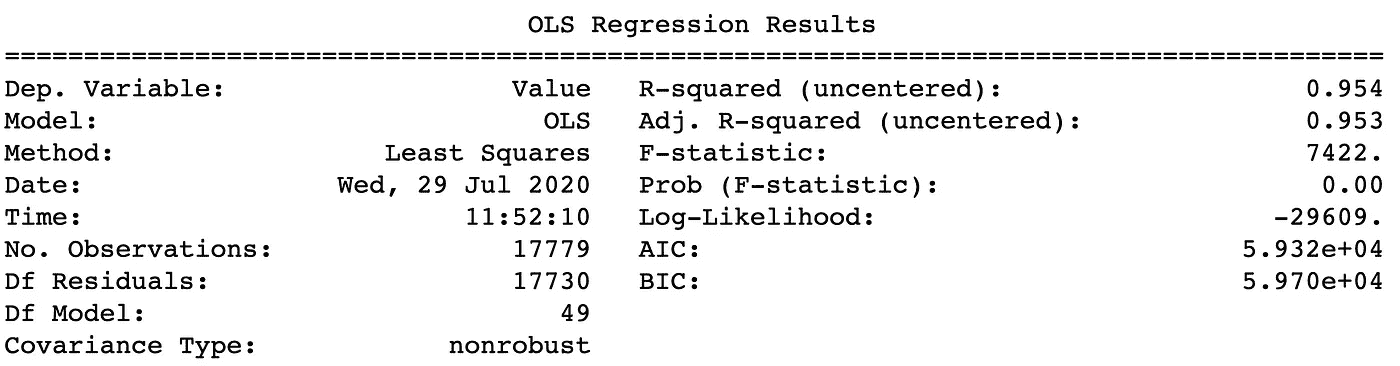 OLS Regression Results
==============================================================================
Dep. Variable: Value R-squared (uncentered): 0.954
Model: OLS Adj. R-squared (uncentered): 0.953
Method: Least Squares F-statistic: 7422.
Date: Wed, 29 Jul 2020 Prob (F-statistic): 0.00
Time: 11:52:10 Log-Likelihood: -29609.
No. Observations: 17779 AIC: 5.932e+04
Df Residuals: 17730 BIC: 5.970e+04
Df Model: 49
Covariance Type: nonrobust